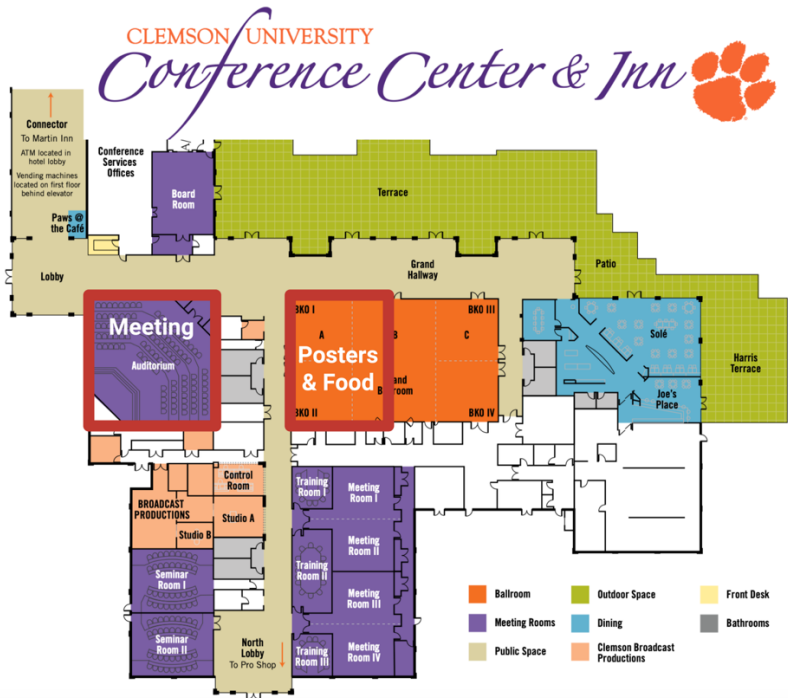 CLEMSON UNIVERSITY
Conference Center & Inn
Connector
To Martin Inn
ATM located in
hotel lobby
Vending machines
located on first floor
behind elevator
Conference
Services
Offices
Board
Room
Terrace
Paws @
the Café
Lobby
Grand
Hallway
Patio
Meeting
Auditorium
BKO I
BKO III
A
B
C
Posters
& Food
Ballroom
BKO II
BKO IV
Solé
Joe's
Place
Harris
Terrace
Control
Room
BROADCAST
PRODUCTIONS
Studio A
Studio B
Training
Room I
Meeting
Room I
Meeting
Room II
Training
Room II
Seminar
Room I
Meeting
Room III
Seminar
Room II
North
Lobby
To Pro Shop
Training
Room III
Meeting
Room IV
Ballroom
Outdoor Space
Front Desk
Meeting Rooms
Dining
Bathrooms
Public Space
Clemson Broadcast
Productions